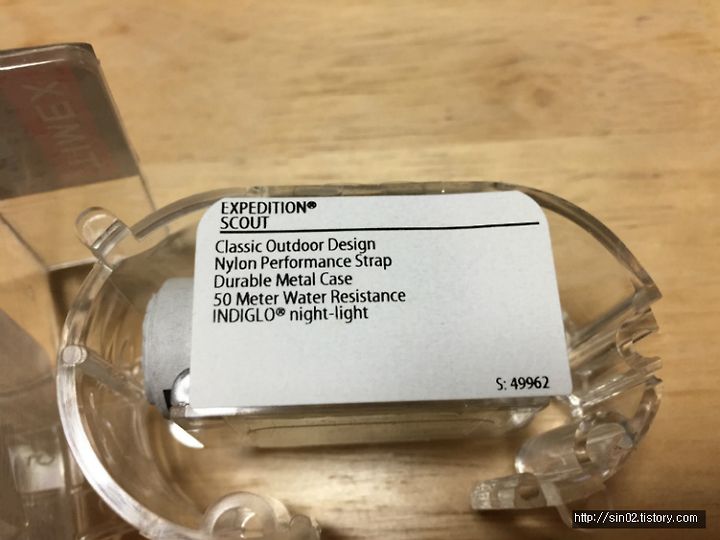 TIMEX
EXPEDITION®
SCOUT
Classic Outdoor Design
Nylon Performance Strap
Durable Metal Case
50 Meter Water Resistance
INDIGLO® night-light
S: 49962
http://sin02.tistory.com